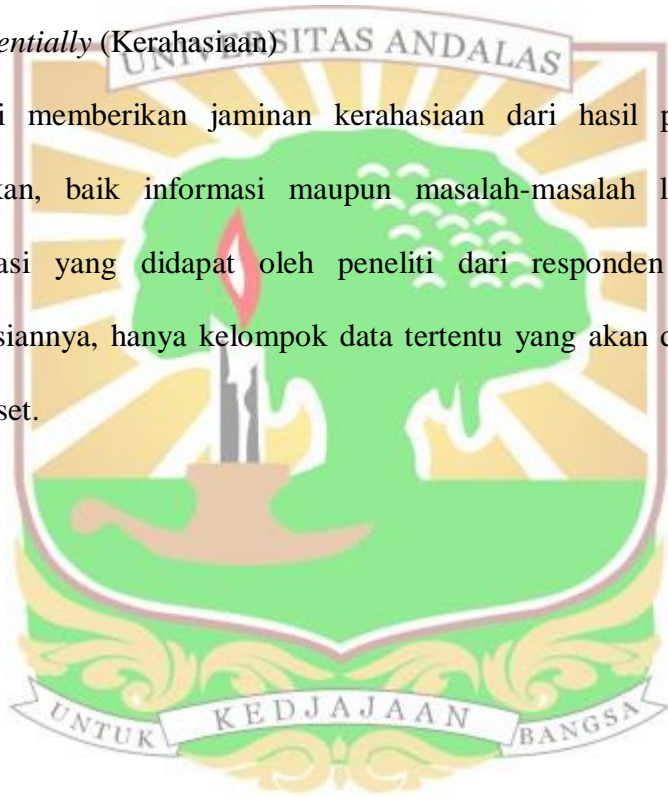 entially (Kerahasiaan)
UNIVERSITAS ANDALAS
i memberikan jaminan kerahasiaan dari hasil p
kan, baik informasi maupun masalah-masalah l
asi yang didapat oleh peneliti dari responden
siannya, hanya kelompok data tertentu yang akan d
set.
UNTUK KEDJAJAAN BANGSA